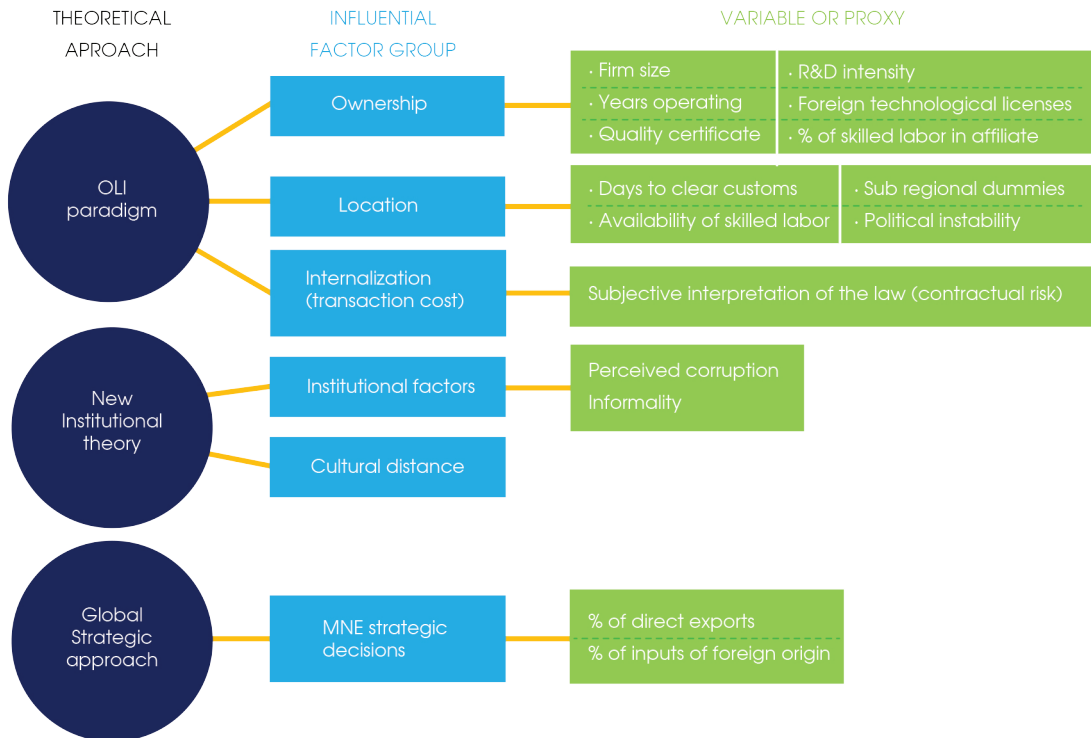 THEORETICAL
APROACH
INFLUENTIAL
FACTOR GROUP
VARIABLE OR PROXY
OLI
paradigm
Ownership
· Firm size
· Years operating
· Quality certificate
· R&D intensity
· Foreign technological licenses
· % of skilled labor in affiliate
Location
· Days to clear customs
· Availability of skilled labor
· Sub regional dummies
· Political instability
Internalization
(transaction cost)
Subjective interpretation of the law (contractual risk)
New
Institutional
theory
Institutional factors
Perceived corruption
Informality
Cultural distance
Global
Strategic
approach
MNE strategic
decisions
% of direct exports
% of inputs of foreign origin